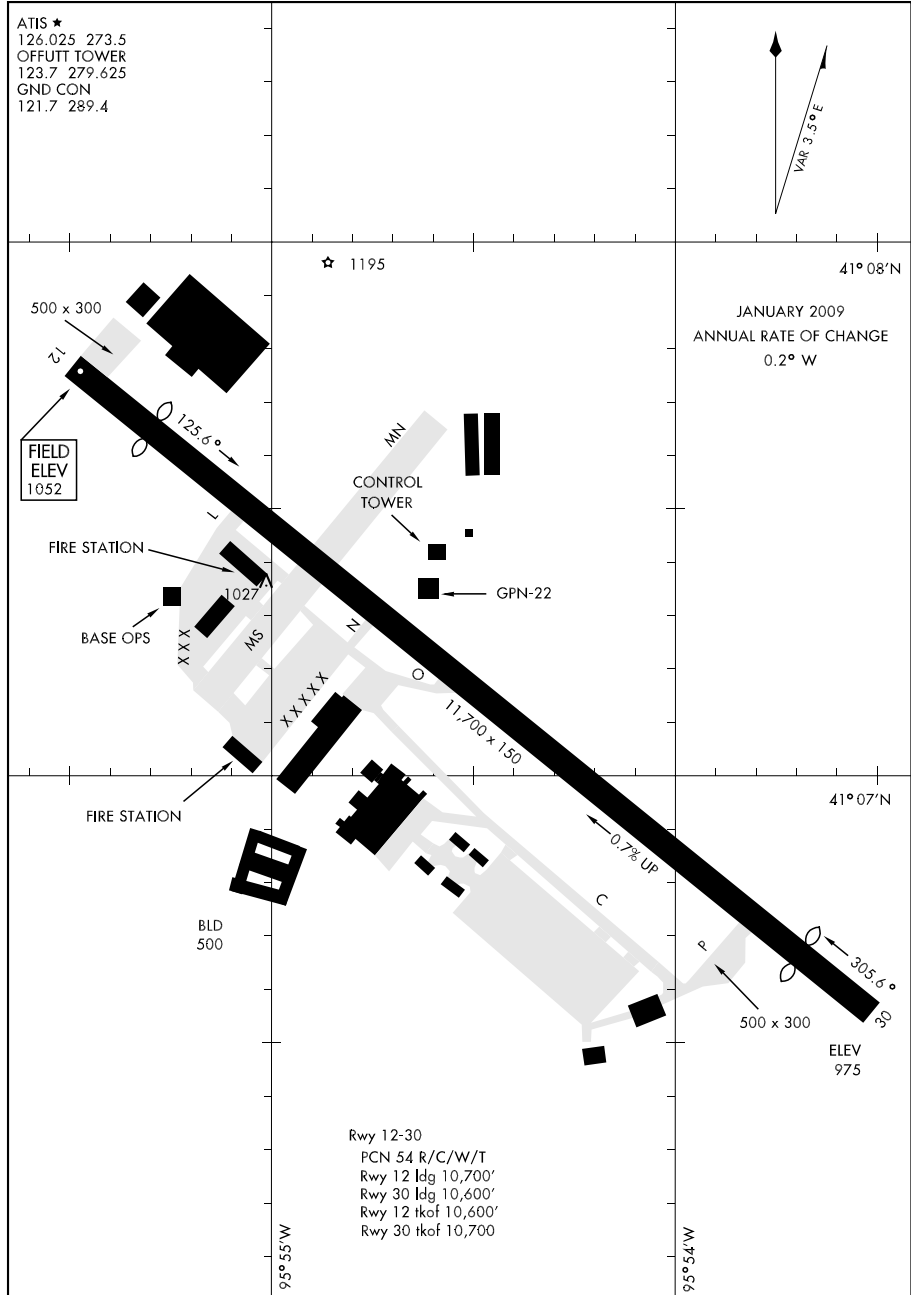 ATIS ★
126.025 273.5
OFFUTT TOWER
123.7 279.625
GND CON
121.7 289.4
VAR 3.5° E
1195
41° 08'N
500 x 300
JANUARY 2009
ANNUAL RATE OF CHANGE
0.2° W
12
125.6°
FIELD
ELEV
1052
MN
CONTROL
TOWER
L
FIRE STATION
1027
GPN-22
BASE OPS
X X X
MS
N
O
X X X X X
11,700 x 150
FIRE STATION
41° 07'N
0.7% UP
C
BLD
500
P
305.6°
500 x 300
30
ELEV
975
Rwy 12-30
PCN 54 R/C/W/T
Rwy 12 ldg 10,700'
Rwy 30 ldg 10,600'
Rwy 12 tkof 10,600'
Rwy 30 tkof 10,700
95° 55'W
95° 54'W